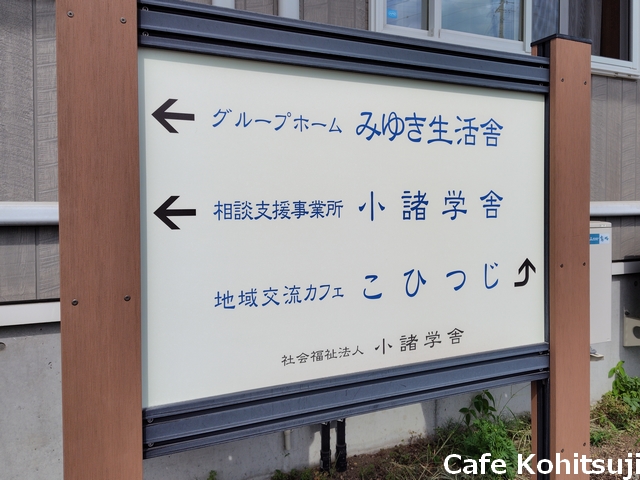 グループホーム みゆき生活舎
相談支援事業所 小諸学舎
地域交流カフェ こひつじ
社会福祉法人 小諸学舎
Cafe Kohitsuji